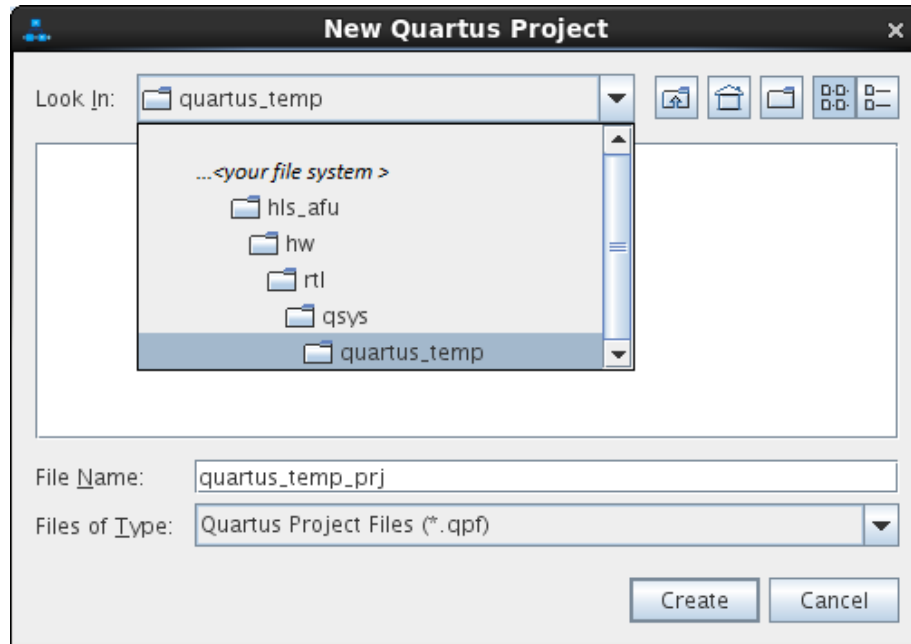 New Quartus Project
Look In: quartus_temp
...<your file system >
hls_afu
hw
rtl
qsys
quartus_temp
File Name: quartus_temp_prj
Files of Type: Quartus Project Files (*.qpf)
Create Cancel